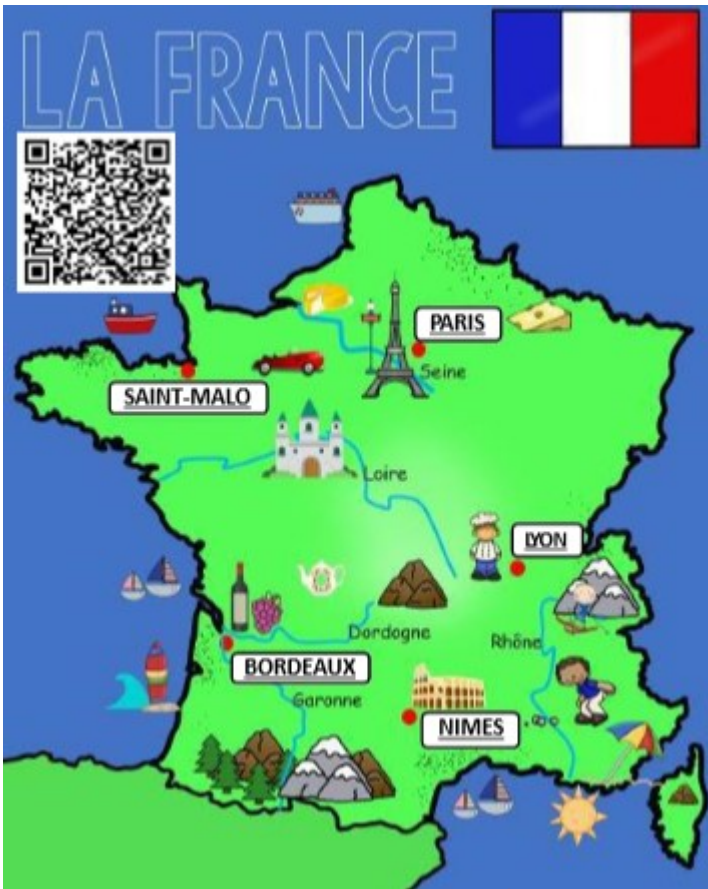 LA FRANCE
PARIS
Seine
SAINT-MALO
Loire
LYON
Dordogne
Rhône
BORDEAUX
Garonne
NIMES